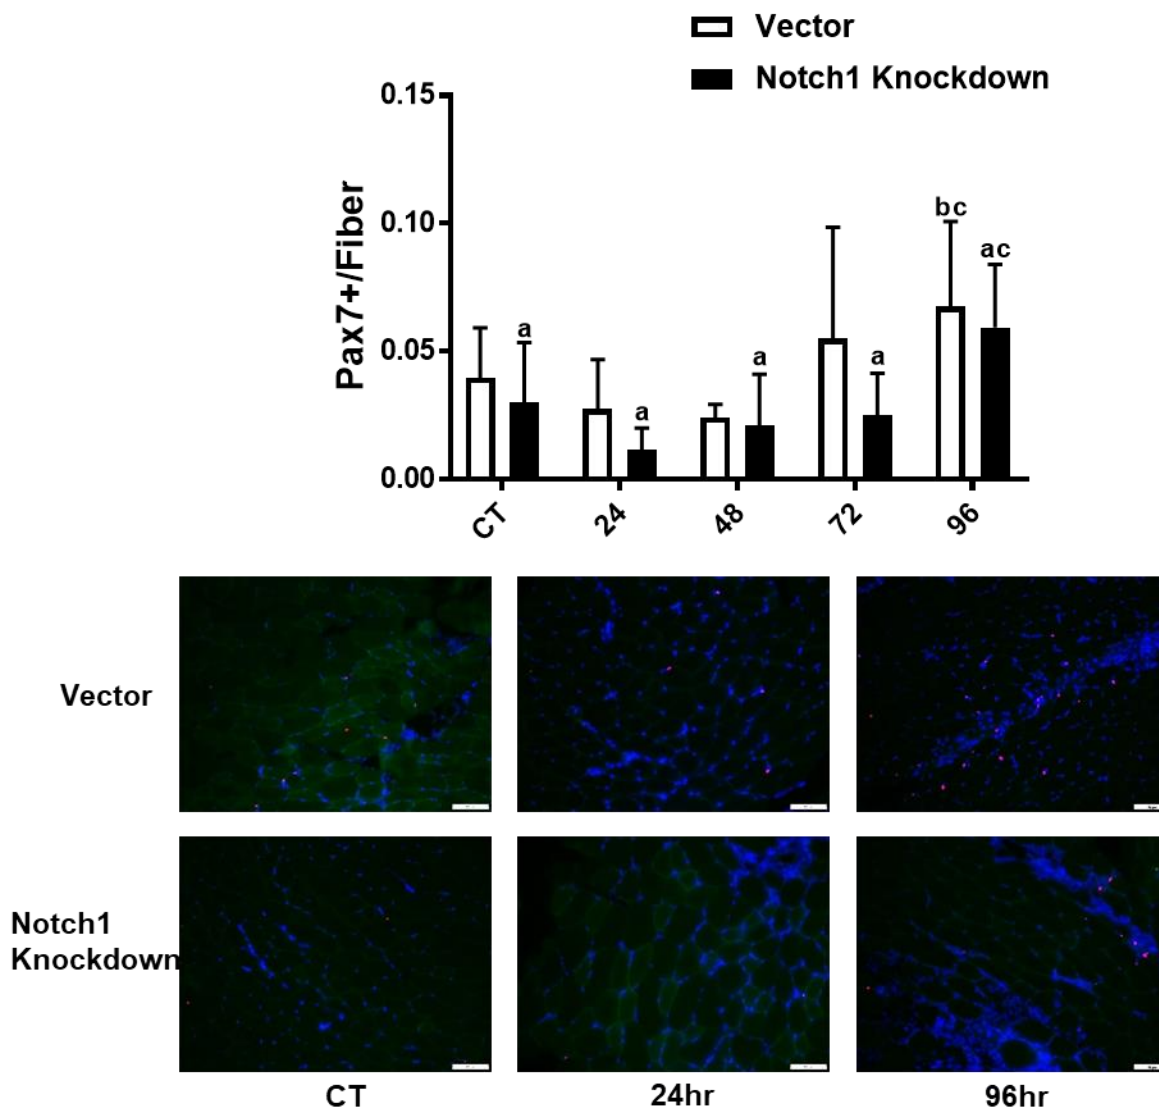 Vector
Notch1 Knockdown
0.15
0.10
0.05
0.00
Pax7+/Fiber
a
a
a
a
bc
ac
CT
24
48
72
96
Vector
Notch1
Knockdown
CT
24hr
96hr